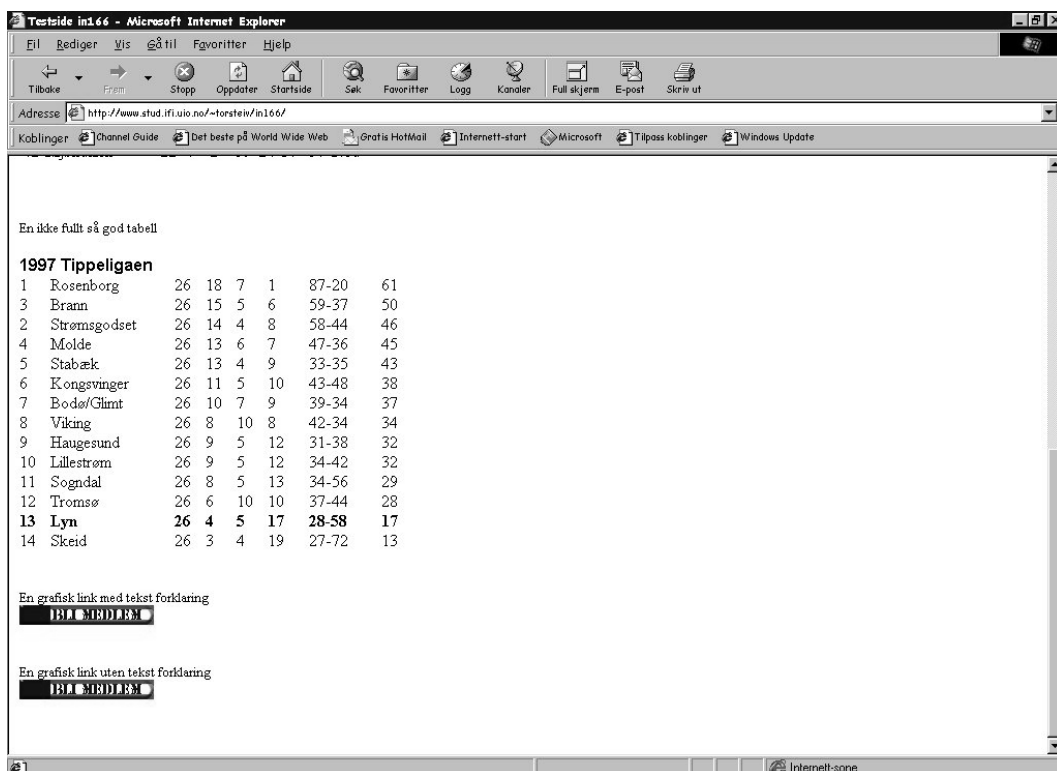 Testside in166 - Microsoft Internet Explorer
Fil Rediger Vis Gå til Favoritter Hjelp
Tilbake Frem Stopp Oppdater Startside Søk Favoritter Logg Kanaler Full skjerm E-post Skriv ut
Adresse http://www.stud.ifi.uio.no/~torsteiv/in166/
Koblinger Channel Guide Det beste på World Wide Web Gratis HotMail Internett-start Microsoft Tilpass koblinger Windows Update
En ikke fullt så god tabell
1997 Tippeligaen
1 Rosenborg 26 18 7 1 87-20 61
3 Brann 26 15 5 6 59-37 50
2 Strømsgodset 26 14 4 8 58-44 46
4 Molde 26 13 6 7 47-36 45
5 Stabæk 26 13 4 9 33-35 43
6 Kongsvinger 26 11 5 10 43-48 38
7 Bodø/Glimt 26 10 7 9 39-34 37
8 Viking 26 8 10 8 42-34 34
9 Haugesund 26 9 5 12 31-38 32
10 Lillestrøm 26 9 5 12 34-42 32
11 Sogndal 26 8 5 13 34-56 29
12 Tromsø 26 6 10 10 37-44 28
13 Lyn 26 4 5 17 28-58 17
14 Skeid 26 3 4 19 27-72 13
En grafisk link med tekst forklaring
BLI MEDLEM
En grafisk link uten tekst forklaring
BLI MEDLEM
Internett-sone